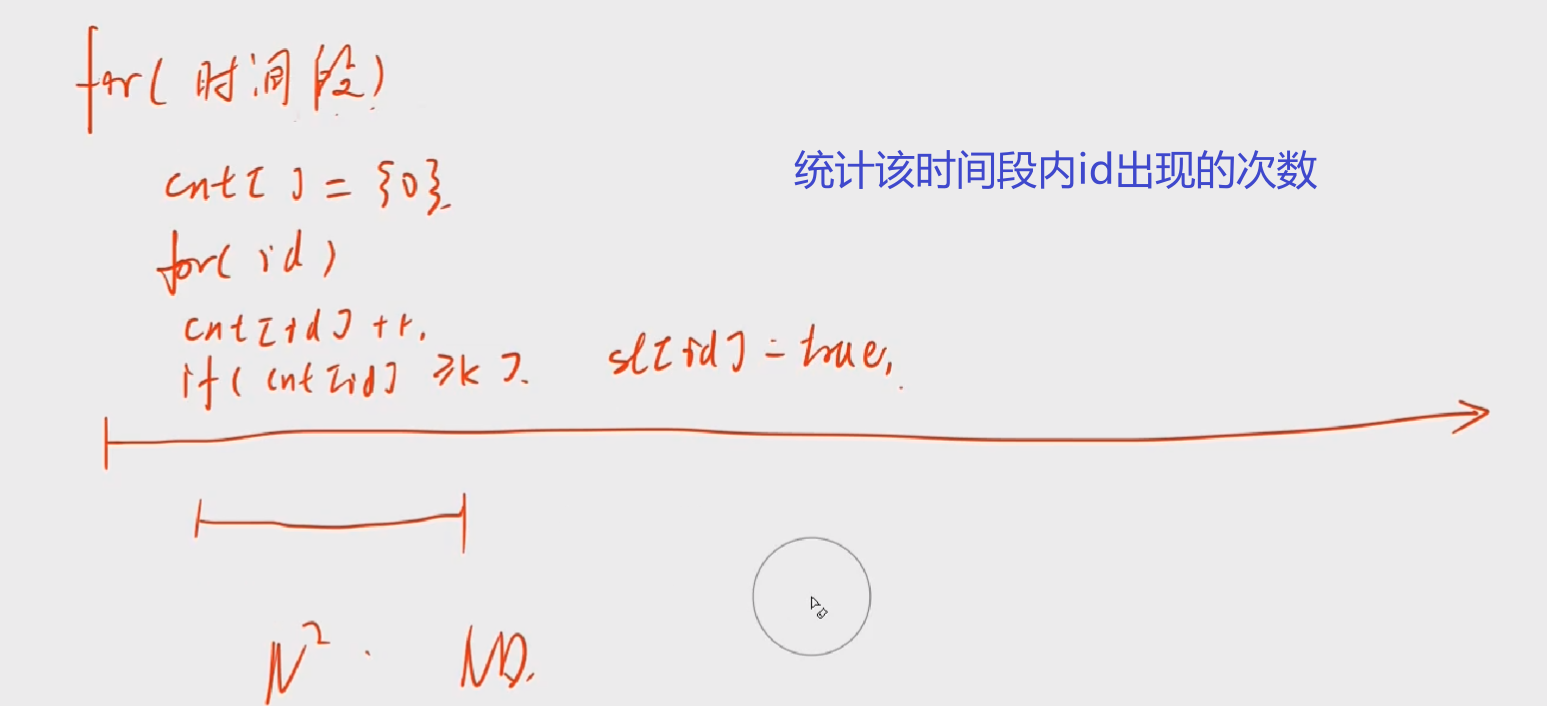 for(时间段)
统计该时间段内id出现的次数
cnt[ ] = {0}
for(id)
cnt[id]++,
if(cnt[id] ≥k).
st[id] = true,
N². ND.